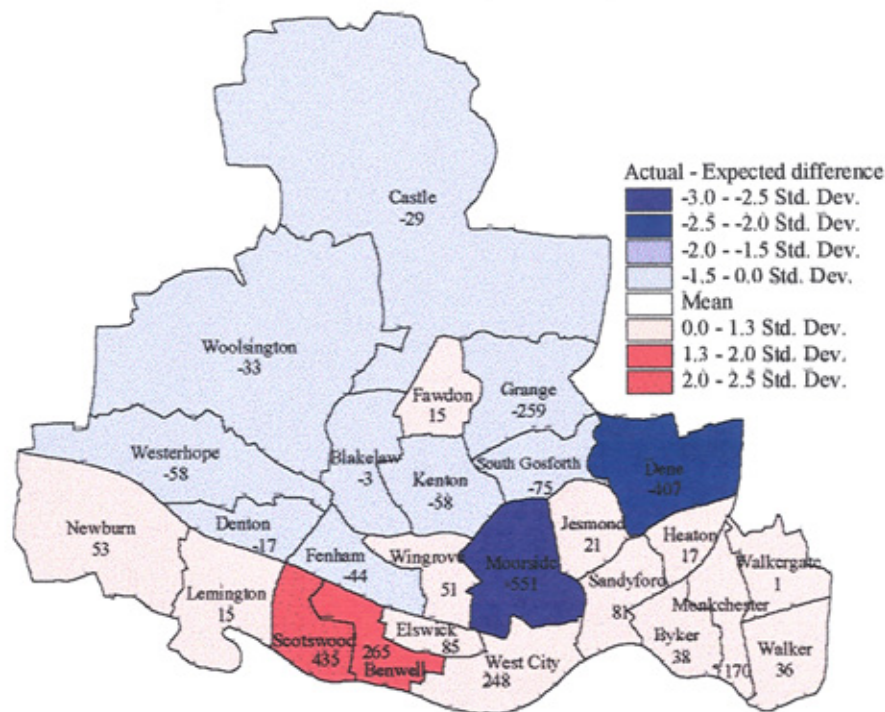 Actual - Expected difference
-3.0 - -2.5 Std. Dev.
-2.5 - -2.0 Std. Dev.
-2.0 - -1.5 Std. Dev.
-1.5 - 0.0 Std. Dev.
Mean
0.0 - 1.3 Std. Dev.
1.3 - 2.0 Std. Dev.
2.0 - 2.5 Std. Dev.
Castle
-29
Woolsington
-33
Fawdon
15
Grange
-259
Westerhope
-58
Blakelaw
-3
Kenton
-58
South Gosforth
-75
Dene
-407
Newburn
53
Denton
-17
Fenham
-44
Wingrove
51
Moorside
-551
Jesmond
21
Heaton
17
Walkergate
1
Lemington
15
Sandyford
81
Monkchester
170
Scotswood
435
265
Benwell
Elswick
85
West City
248
Byker
38
Walker
36